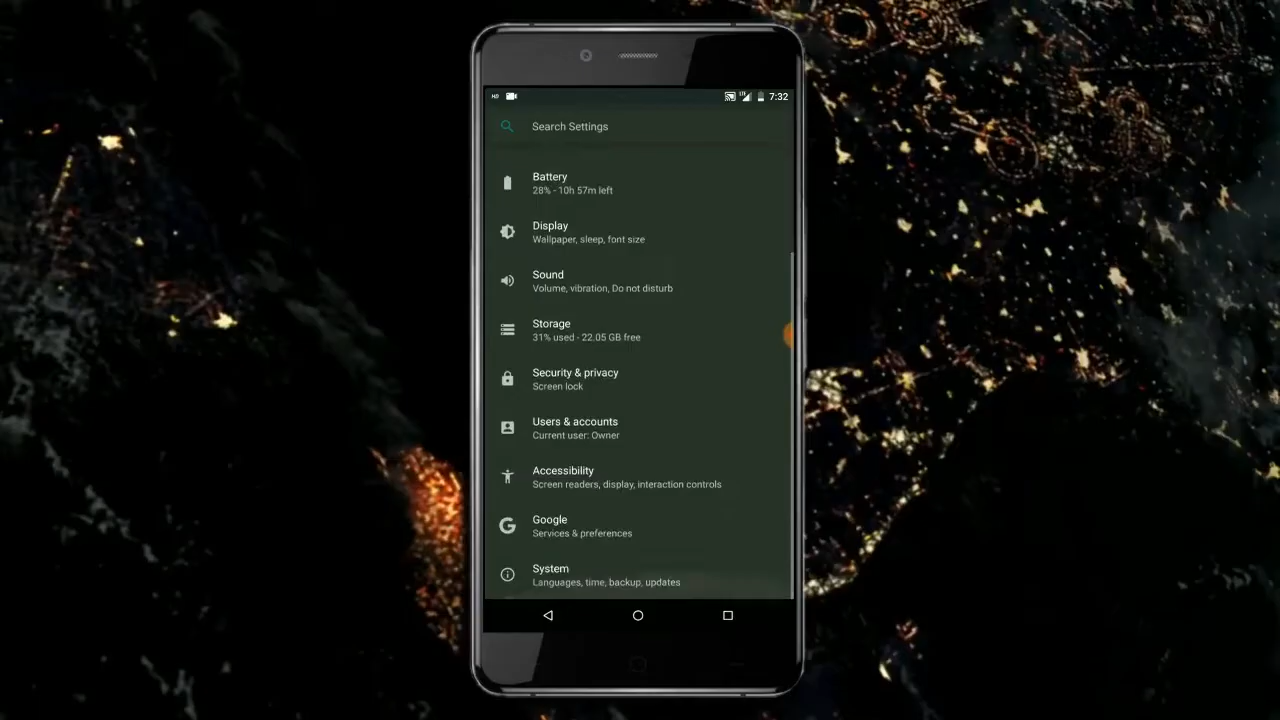 HD
LTE
7:32
Search Settings
Battery
28% - 10h 57m left
Display
Wallpaper, sleep, font size
Sound
Volume, vibration, Do not disturb
Storage
31% used - 22.05 GB free
Security & privacy
Screen lock
Users & accounts
Current user: Owner
Accessibility
Screen readers, display, interaction controls
Google
Services & preferences
System
Languages, time, backup, updates